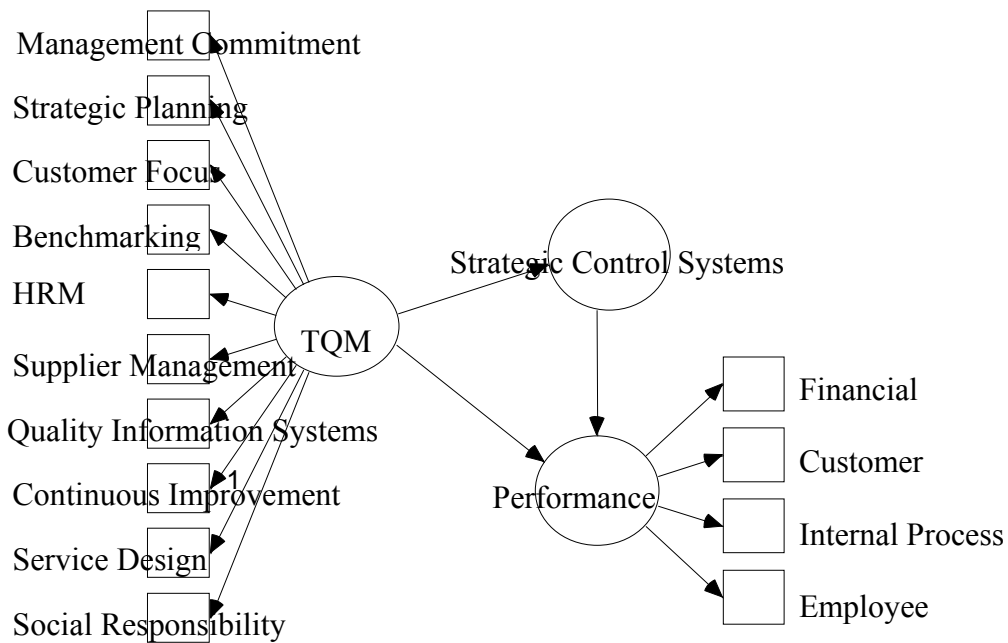 Management Commitment
Strategic Planning
Customer Focus
Benchmarking
HRM
Supplier Management
Quality Information Systems
Continuous Improvement
1
Service Design
Social Responsibility
TQM
Strategic Control Systems
Performance
Financial
Customer
Internal Process
Employee